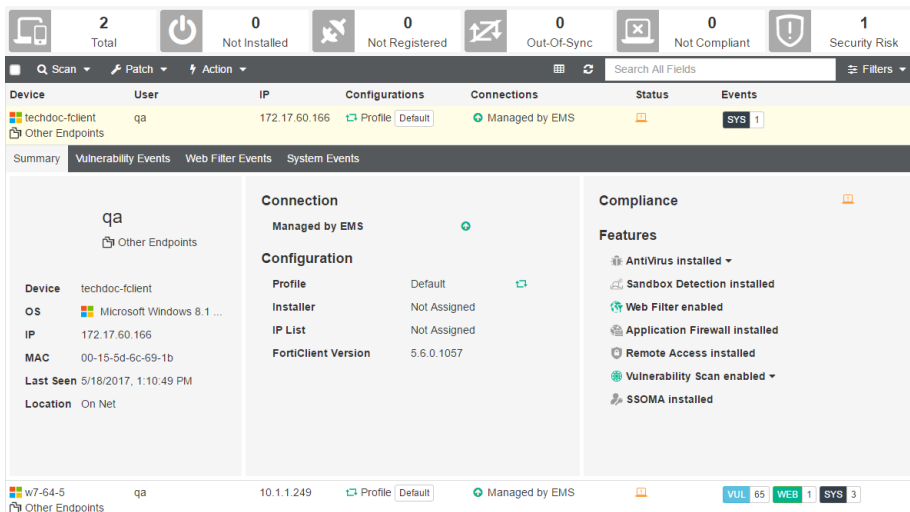 2 0 0 0 0 1
Total Not Installed Not Registered Out-Of-Sync Not Compliant Security Risk
Scan Patch Action Search All Fields Filters
Device User IP Configurations Connections Status Events
techdoc-fclient qa 172.17.60.166 Profile Default Managed by EMS SYS 1
Other Endpoints
Summary Vulnerability Events Web Filter Events System Events
qa
Other Endpoints
Device techdoc-fclient
OS Microsoft Windows 8.1 ...
IP 172.17.60.166
MAC 00-15-5d-6c-69-1b
Last Seen 5/18/2017, 1:10:49 PM
Location On Net
Connection
Managed by EMS
Configuration
Profile Default
Installer Not Assigned
IP List Not Assigned
FortiClient Version 5.6.0.1057
Compliance
Features
AntiVirus installed
Sandbox Detection installed
Web Filter enabled
Application Firewall installed
Remote Access installed
Vulnerability Scan enabled
SSOMA installed
w7-64-5 qa 10.1.1.249 Profile Default Managed by EMS VUL 65 WEB 1 SYS 3
Other Endpoints